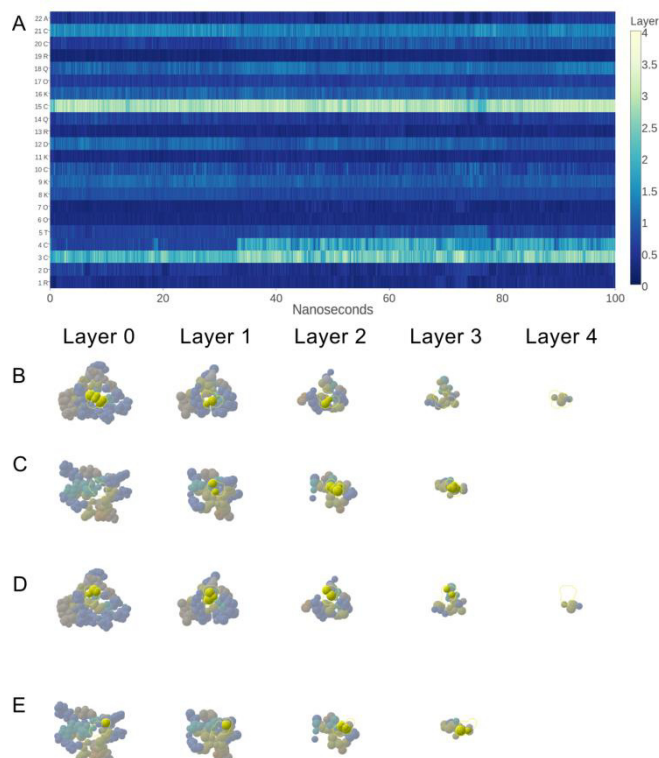 A
Layer
22 A
21 C
20 C
19 R
18 Q
17 O
16 K
15 C
14 Q
13 R
12 D
11 K
10 C
9 K
8 K
7 O
6 O
5 T
4 C
3 C
2 D
1 R
4
3.5
3
2.5
2
1.5
1
0.5
0
0 20 40 60 80 100
Nanoseconds
Layer 0 Layer 1 Layer 2 Layer 3 Layer 4
B
C
D
E